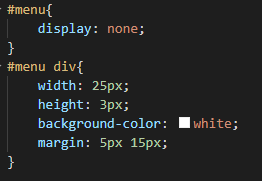 #menu{
    display: none;
}
#menu div{
    width: 25px;
    height: 3px;
    background-color: white;
    margin: 5px 15px;
}